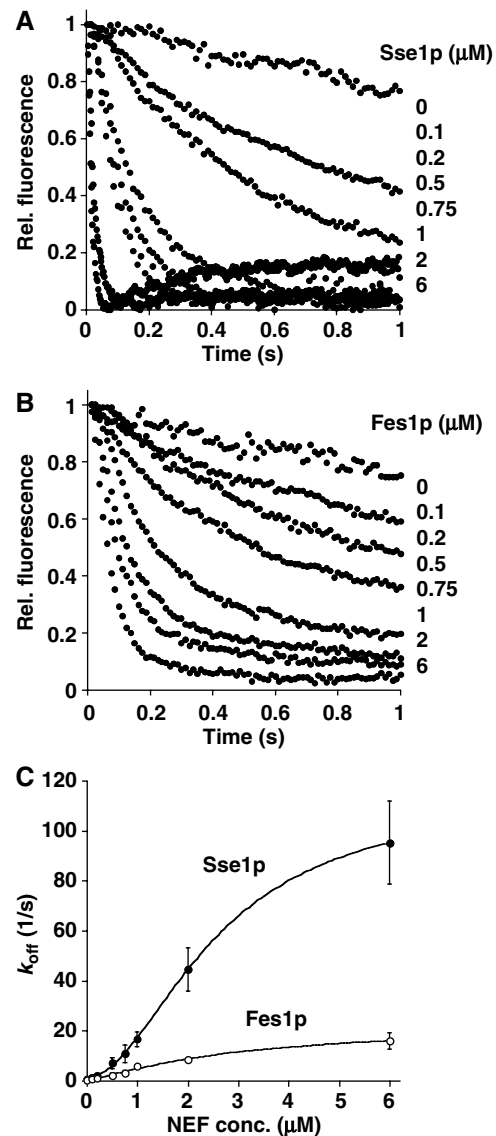 A
Rel. fluorescence
1
0.8
0.6
0.4
0.2
0
0 0.2 0.4 0.6 0.8 1
Time (s)
Sse1p (μM)
0
0.1
0.2
0.5
0.75
1
2
6
B
Rel. fluorescence
1
0.8
0.6
0.4
0.2
0
0 0.2 0.4 0.6 0.8 1
Time (s)
Fes1p (μM)
0
0.1
0.2
0.5
0.75
1
2
6
C
koff (1/s)
120
100
80
60
40
20
0
Sse1p
Fes1p
0 1 2 3 4 5 6
NEF conc. (μM)